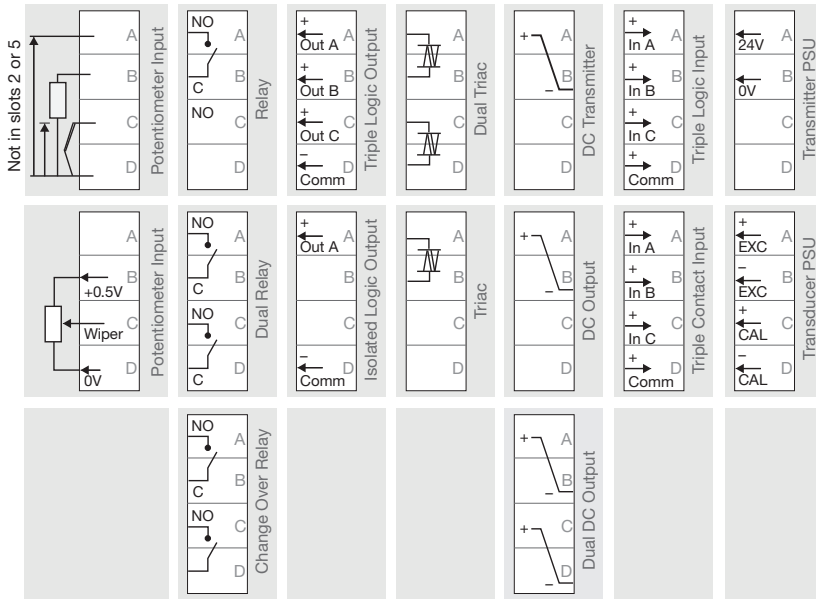 Not in slots 2 or 5
A
B
C
D
Potentiometer Input
NO
A
B
C
NO
C
D
Relay
+
Out A
A
+
Out B
B
+
Out C
C
−
Comm
D
Triple Logic Output
A
B
C
D
Dual Triac
+
A
B
−
C
D
DC Transmitter
+
In A
A
+
In B
B
+
In C
C
+
Comm
D
Triple Logic Input
24V
A
0V
B
C
D
Transmitter PSU
A
B
+0.5V
C
Wiper
D
0V
Potentiometer Input
NO
A
B
C
NO
C
D
C
Dual Relay
+
Out A
A
B
C
−
Comm
D
Isolated Logic Output
A
B
C
D
Triac
+
A
B
−
C
D
DC Output
+
In A
A
+
In B
B
+
In C
C
+
Comm
D
Triple Contact Input
+
EXC
A
−
EXC
B
+
CAL
C
−
CAL
D
Transducer PSU
NO
A
B
C
NO
C
D
Change Over Relay
+
A
B
−
+
C
D
−
Dual DC Output